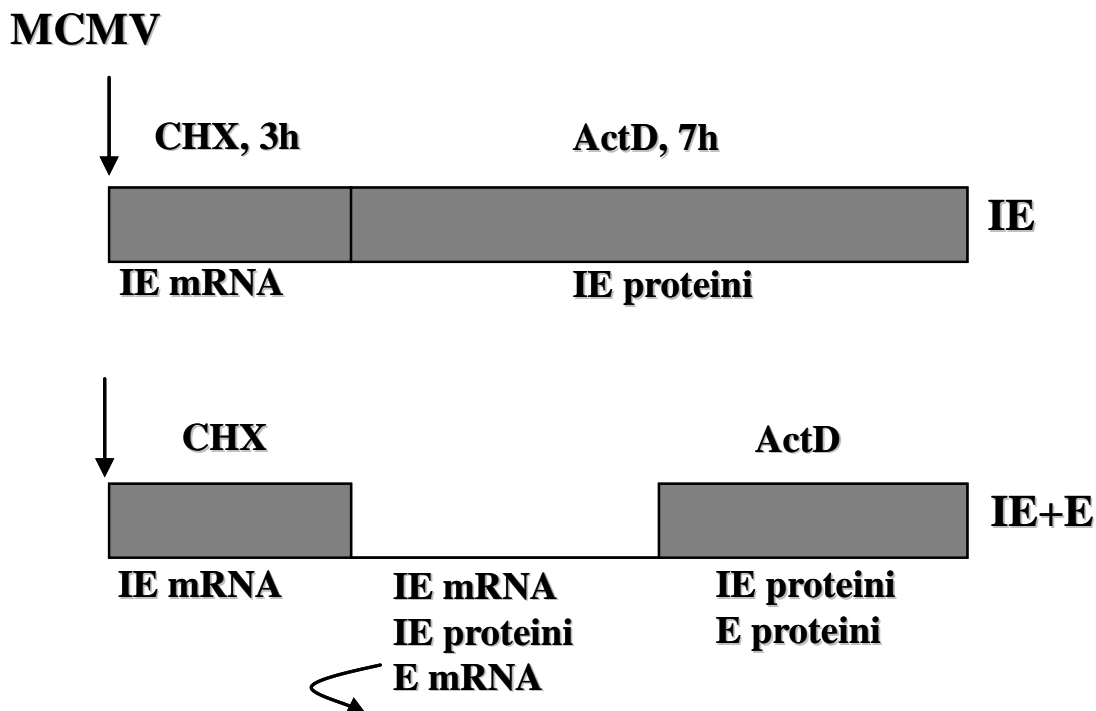 MCMV
CHX, 3h
ActD, 7h
IE
IE mRNA
IE proteini
CHX
ActD
IE+E
IE mRNA
IE mRNA
IE proteini
E mRNA
IE proteini
E proteini